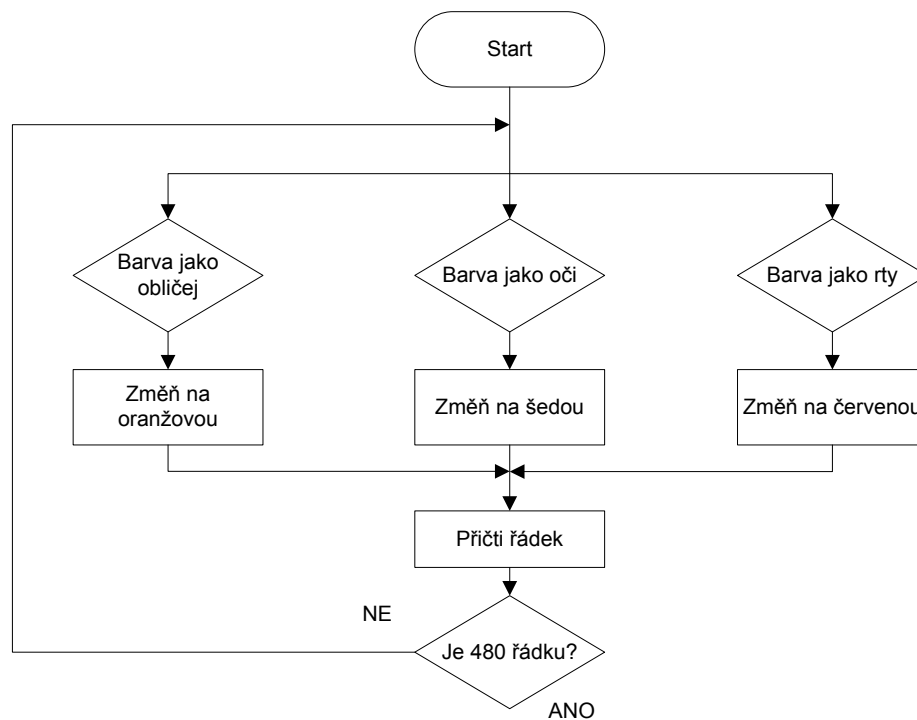 Start
Barva jako
obličej
Barva jako oči
Barva jako rty
Změň na
oranžovou
Změň na šedou
Změň na červenou
Přičti řádek
NE
Je 480 řádku?
ANO